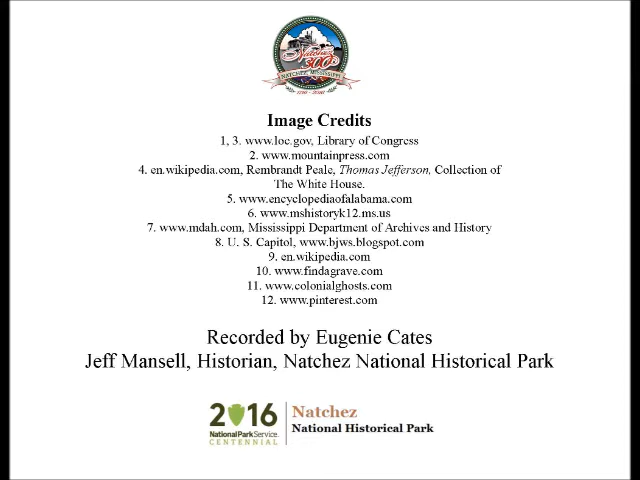 Natchez
300
NATCHEZ, MISSISSIPPI
1716 - 2016
Image Credits
1, 3. www.loc.gov, Library of Congress
2. www.mountainpress.com
4. en.wikipedia.com, Rembrandt Peale, Thomas Jefferson, Collection of
The White House.
5. www.encyclopediaofalabama.com
6. www.mshistoryk12.ms.us
7. www.mdah.com, Mississippi Department of Archives and History
8. U. S. Capitol, www.bjws.blogspot.com
9. en.wikipedia.com
10. www.findagrave.com
11. www.colonialghosts.com
12. www.pinterest.com
Recorded by Eugenie Cates
Jeff Mansell, Historian, Natchez National Historical Park
2016
National Park Service
CENTENNIAL
Natchez
National Historical Park